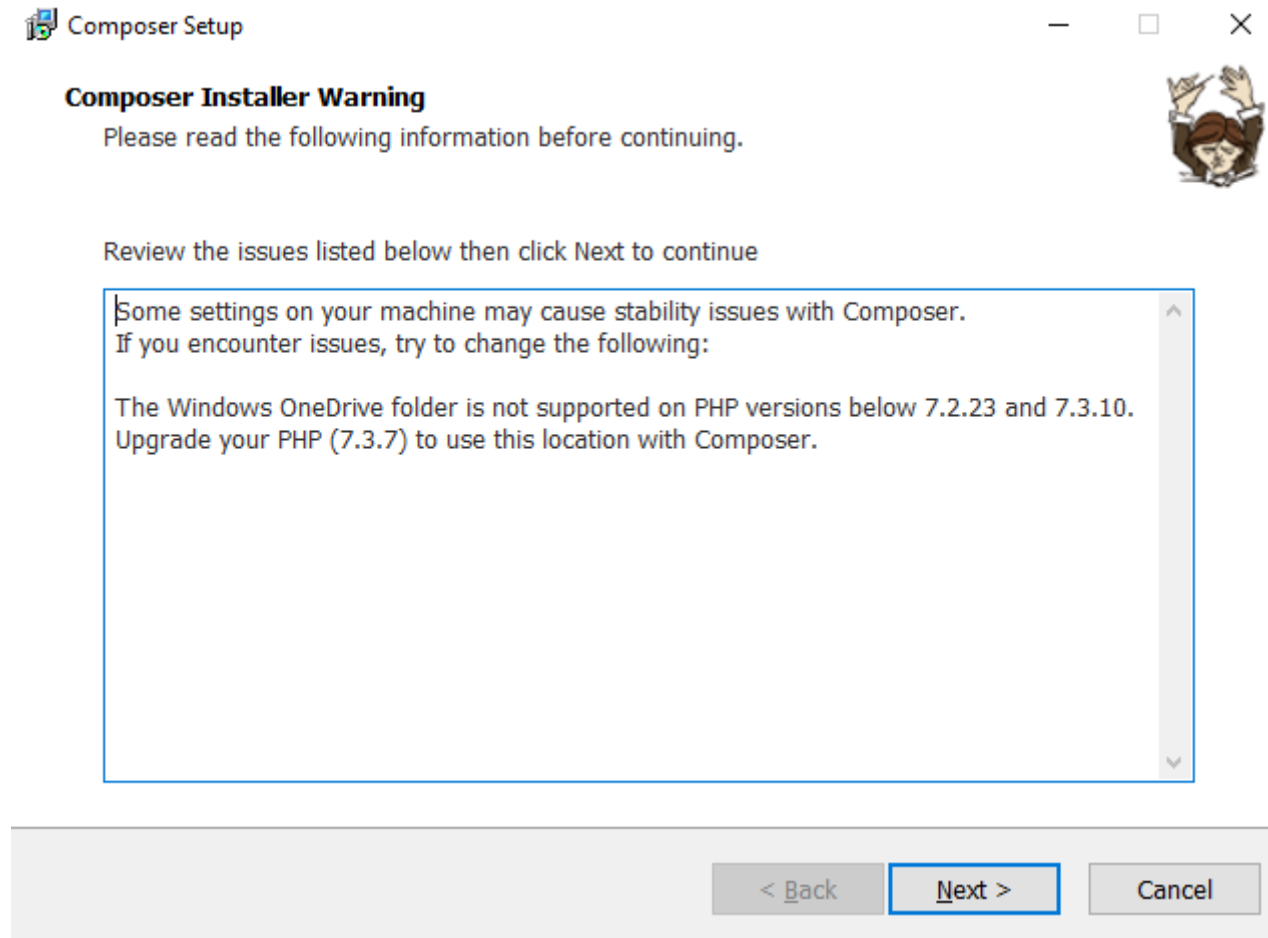 Composer Setup
Composer Installer Warning
Please read the following information before continuing.
Review the issues listed below then click Next to continue
Some settings on your machine may cause stability issues with Composer.
If you encounter issues, try to change the following:
The Windows OneDrive folder is not supported on PHP versions below 7.2.23 and 7.3.10.
Upgrade your PHP (7.3.7) to use this location with Composer.
< Back
Next >
Cancel